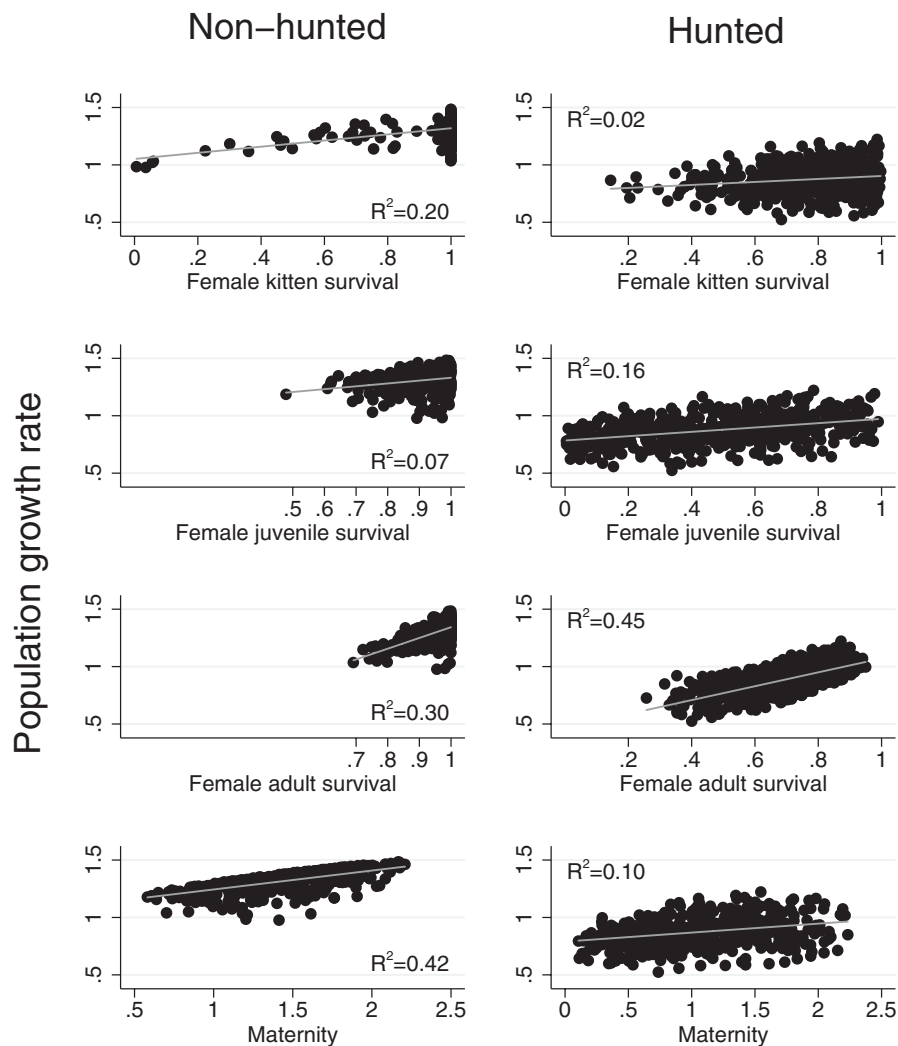 Non–hunted
Hunted
Population growth rate
1.5
1
.5
R²=0.20
0 .2 .4 .6 .8 1
Female kitten survival
1.5
1
.5
R²=0.02
.2 .4 .6 .8 1
Female kitten survival
1.5
1
.5
R²=0.07
.5 .6 .7 .8 .9 1
Female juvenile survival
1.5
1
.5
R²=0.16
0 .2 .4 .6 .8 1
Female juvenile survival
1.5
1
.5
R²=0.30
.7 .8 .9 1
Female adult survival
1.5
1
.5
R²=0.45
.2 .4 .6 .8 1
Female adult survival
1.5
1
.5
R²=0.42
.5 1 1.5 2 2.5
Maternity
1.5
1
.5
R²=0.10
0 .5 1 1.5 2 2.5
Maternity